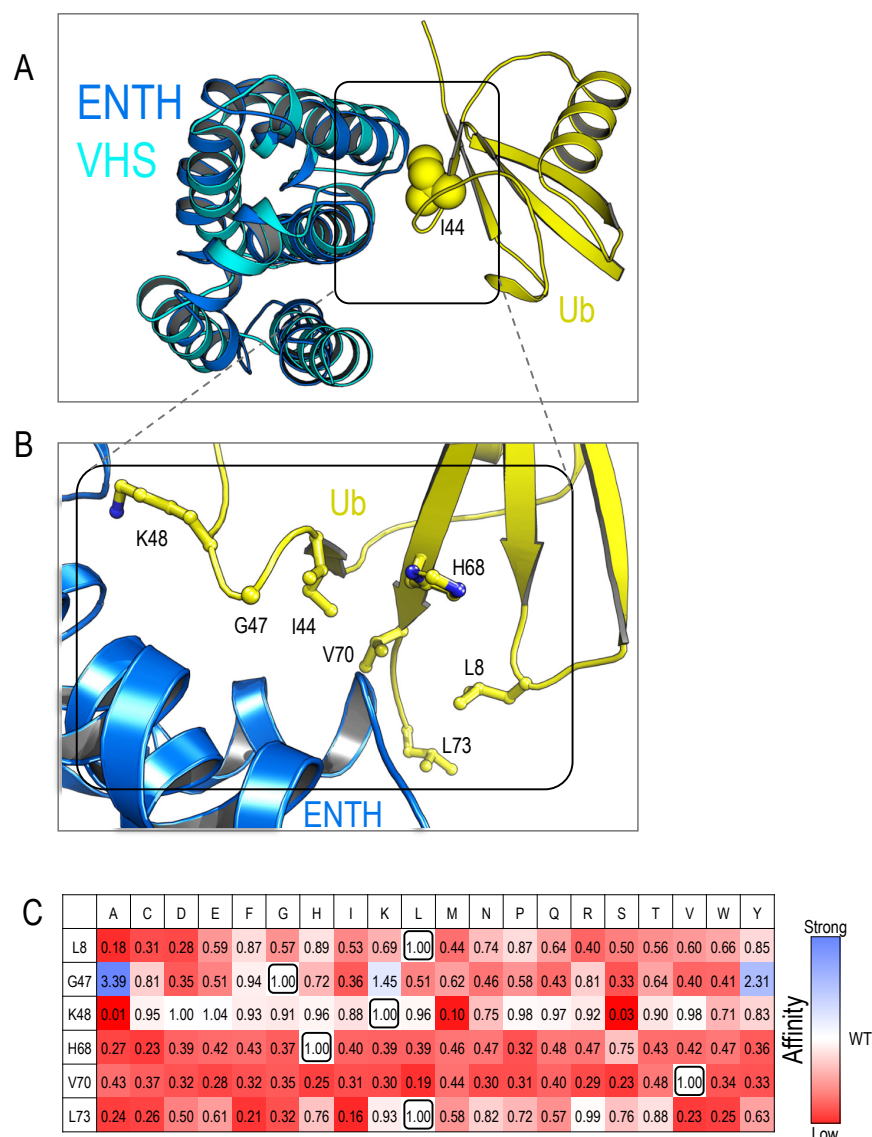 A
ENTH
VHS
I44
Ub
B
Ub
K48
H68
G47
I44
V70
L8
L73
ENTH
C
A C D E F G H I K L M N P Q R S T V W Y
L8 0.18 0.31 0.28 0.59 0.87 0.57 0.89 0.53 0.69 1.00 0.44 0.74 0.87 0.64 0.40 0.50 0.56 0.60 0.66 0.85
G47 3.39 0.81 0.35 0.51 0.94 1.00 0.72 0.36 1.45 0.51 0.62 0.46 0.58 0.43 0.81 0.33 0.64 0.40 0.41 2.31
K48 0.01 0.95 1.00 1.04 0.93 0.91 0.96 0.88 1.00 0.96 0.10 0.75 0.98 0.97 0.92 0.03 0.90 0.98 0.71 0.83
H68 0.27 0.23 0.39 0.42 0.43 0.37 1.00 0.40 0.39 0.39 0.46 0.47 0.32 0.48 0.47 0.75 0.43 0.42 0.47 0.36
V70 0.43 0.37 0.32 0.28 0.32 0.35 0.25 0.31 0.30 0.19 0.44 0.30 0.31 0.40 0.29 0.23 0.48 1.00 0.34 0.33
L73 0.24 0.26 0.50 0.61 0.21 0.32 0.76 0.16 0.93 1.00 0.58 0.82 0.72 0.57 0.99 0.76 0.88 0.23 0.25 0.63
Strong
Affinity
WT
Low